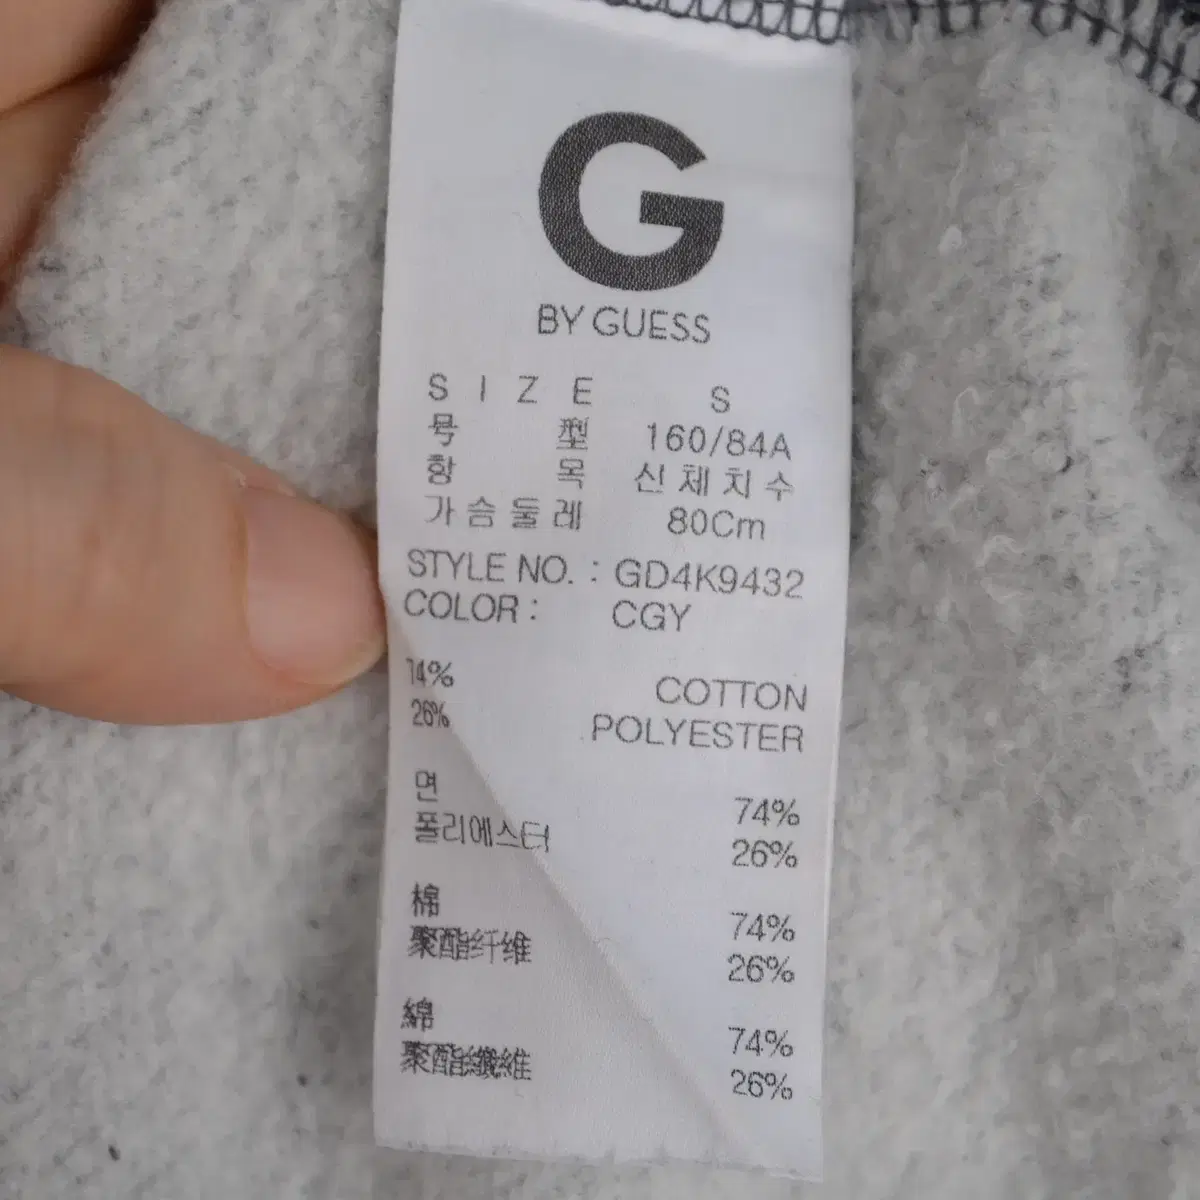 G
BY GUESS
SIZE S
号型 160/84A
항목 신체치수
가슴둘레 80Cm
STYLE NO. : GD4K9432
COLOR : CGY
74% COTTON
26% POLYESTER
면 74%
폴리에스터 26%
棉 74%
聚酯纤维 26%
綿 74%
聚酯纖維 26%